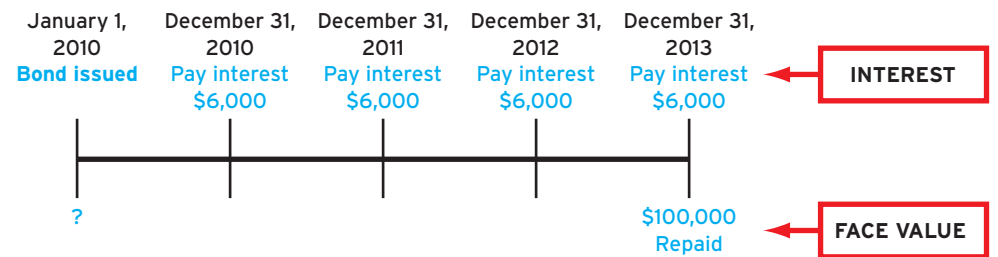 January 1,
2010
Bond issued
December 31,
2010
Pay interest
$6,000
December 31,
2011
Pay interest
$6,000
December 31,
2012
Pay interest
$6,000
December 31,
2013
Pay interest
$6,000
INTEREST
?
$100,000
Repaid
FACE VALUE